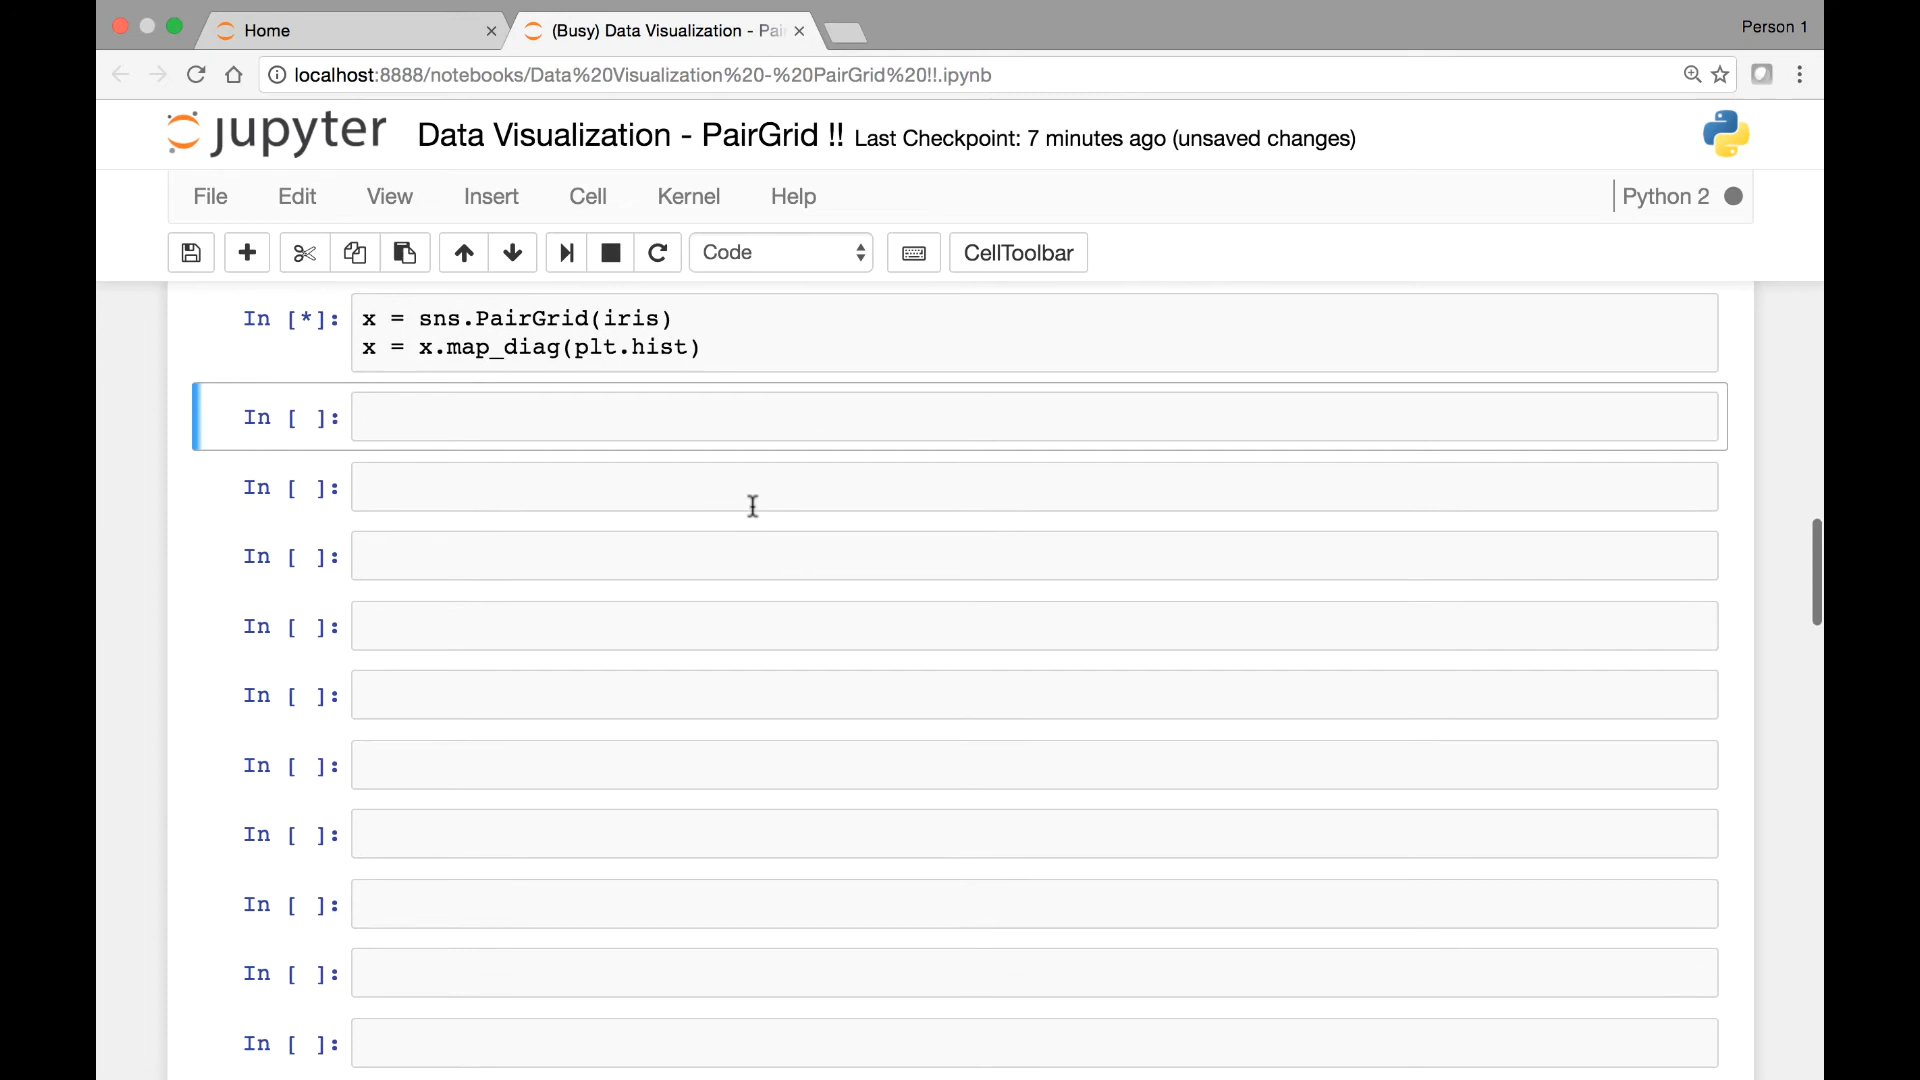 Home
(Busy) Data Visualization - Pai
Person 1
localhost:8888/notebooks/Data%20Visualization%20-%20PairGrid%20!!.ipynb
jupyter Data Visualization - PairGrid !! Last Checkpoint: 7 minutes ago (unsaved changes)
File Edit View Insert Cell Kernel Help Python 2
Code CellToolbar
In [*]: x = sns.PairGrid(iris)
x = x.map_diag(plt.hist)
In [ ]:
In [ ]:
In [ ]:
In [ ]:
In [ ]:
In [ ]:
In [ ]:
In [ ]:
In [ ]:
In [ ]: